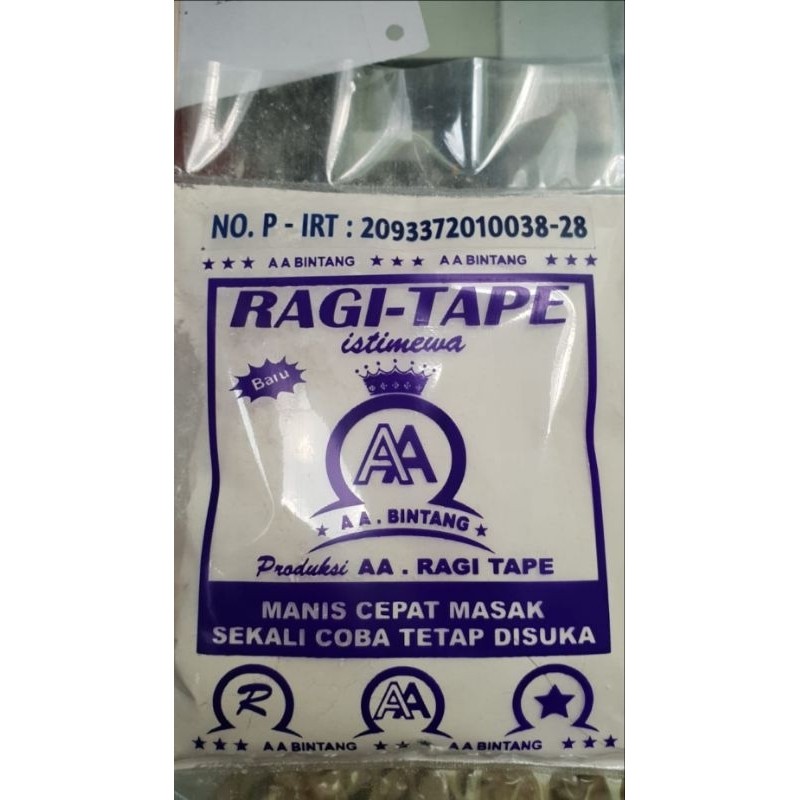 NO. P - IRT : 2093372010038-28
★ ★ ★ A A BINTANG ★ ★ ★ A A BINTANG ★ ★ ★
RAGI-TAPE
istimewa
Baru
AA
★ A A . BINTANG ★
Produksi AA . RAGI TAPE
MANIS CEPAT MASAK
SEKALI COBA TETAP DISUKA
R AA ★
★ ★ ★ A A BINTANG ★ ★ ★ A A BINTANG ★ ★ ★